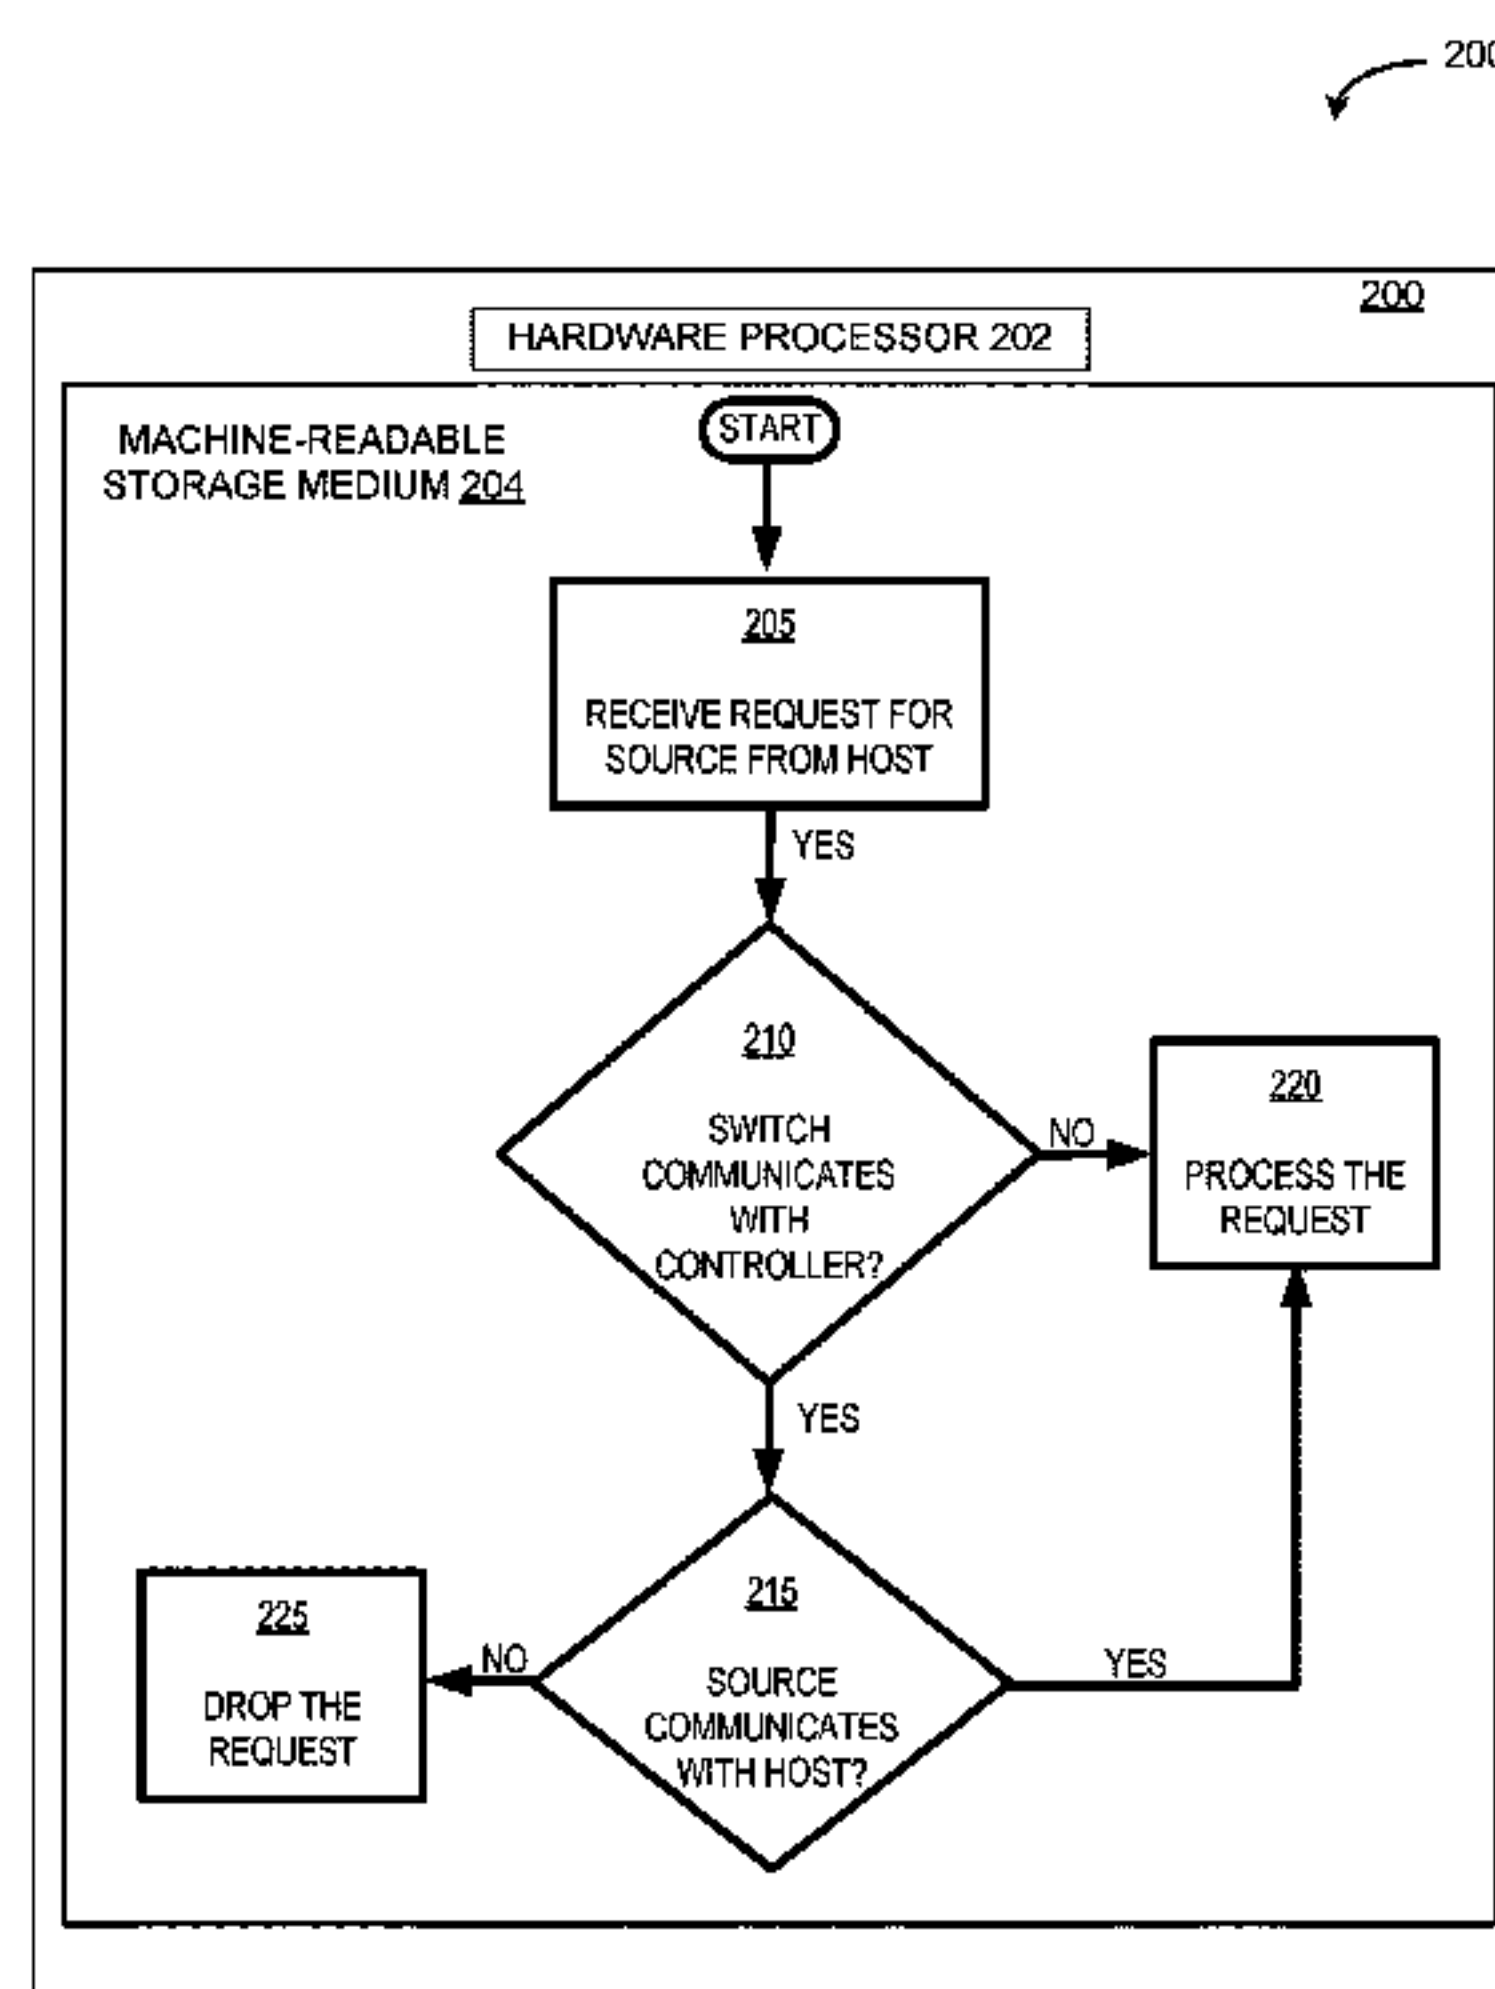 200
HARDWARE PROCESSOR 202
MACHINE-READABLE
STORAGE MEDIUM 204
START
205
RECEIVE REQUEST FOR
SOURCE FROM HOST
YES
210
SWITCH
COMMUNICATES
WITH
CONTROLLER?
NO
220
PROCESS THE
REQUEST
YES
215
SOURCE
COMMUNICATES
WITH HOST?
NO
YES
225
DROP THE
REQUEST